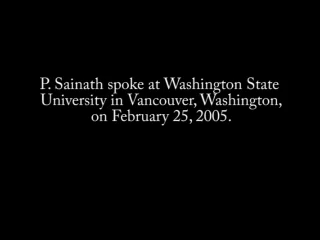 P. Sainath spoke at Washington State
University in Vancouver, Washington,
on February 25, 2005.